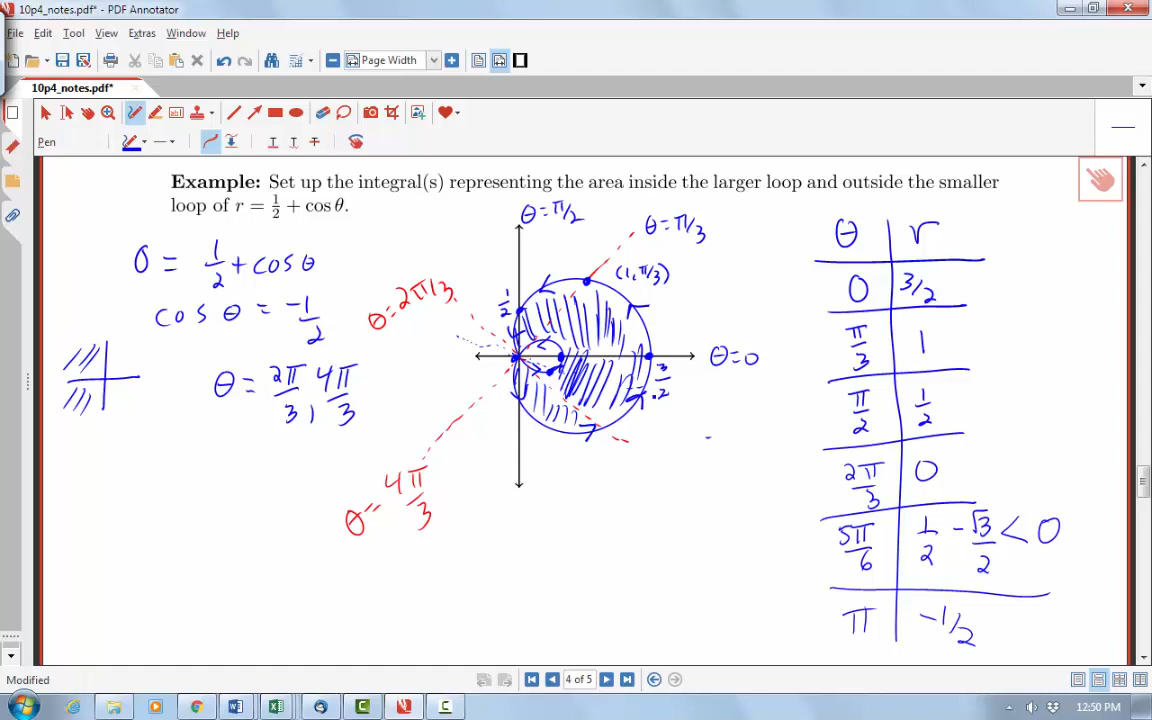 10p4_notes.pdf* - PDF Annotator
File Edit Tool View Extras Window Help
Page Width
10p4_notes.pdf*
Pen
Example: Set up the integral(s) representing the area inside the larger loop and outside the smaller
loop of r = 1/2 + cos θ.
0 = 1/2 + cos θ
cos θ = -1/2
θ = 2π/3, 4π/3
θ = π/2
θ = π/3
(1, π/3)
θ = 2π/3
1/2
θ = 0
3/2
θ = 4π/3
θ r
0 3/2
π/3 1
π/2 1/2
2π/3 0
5π/6 1/2 - √3/2 < 0
π -1/2
Modified
4 of 5
12:50 PM